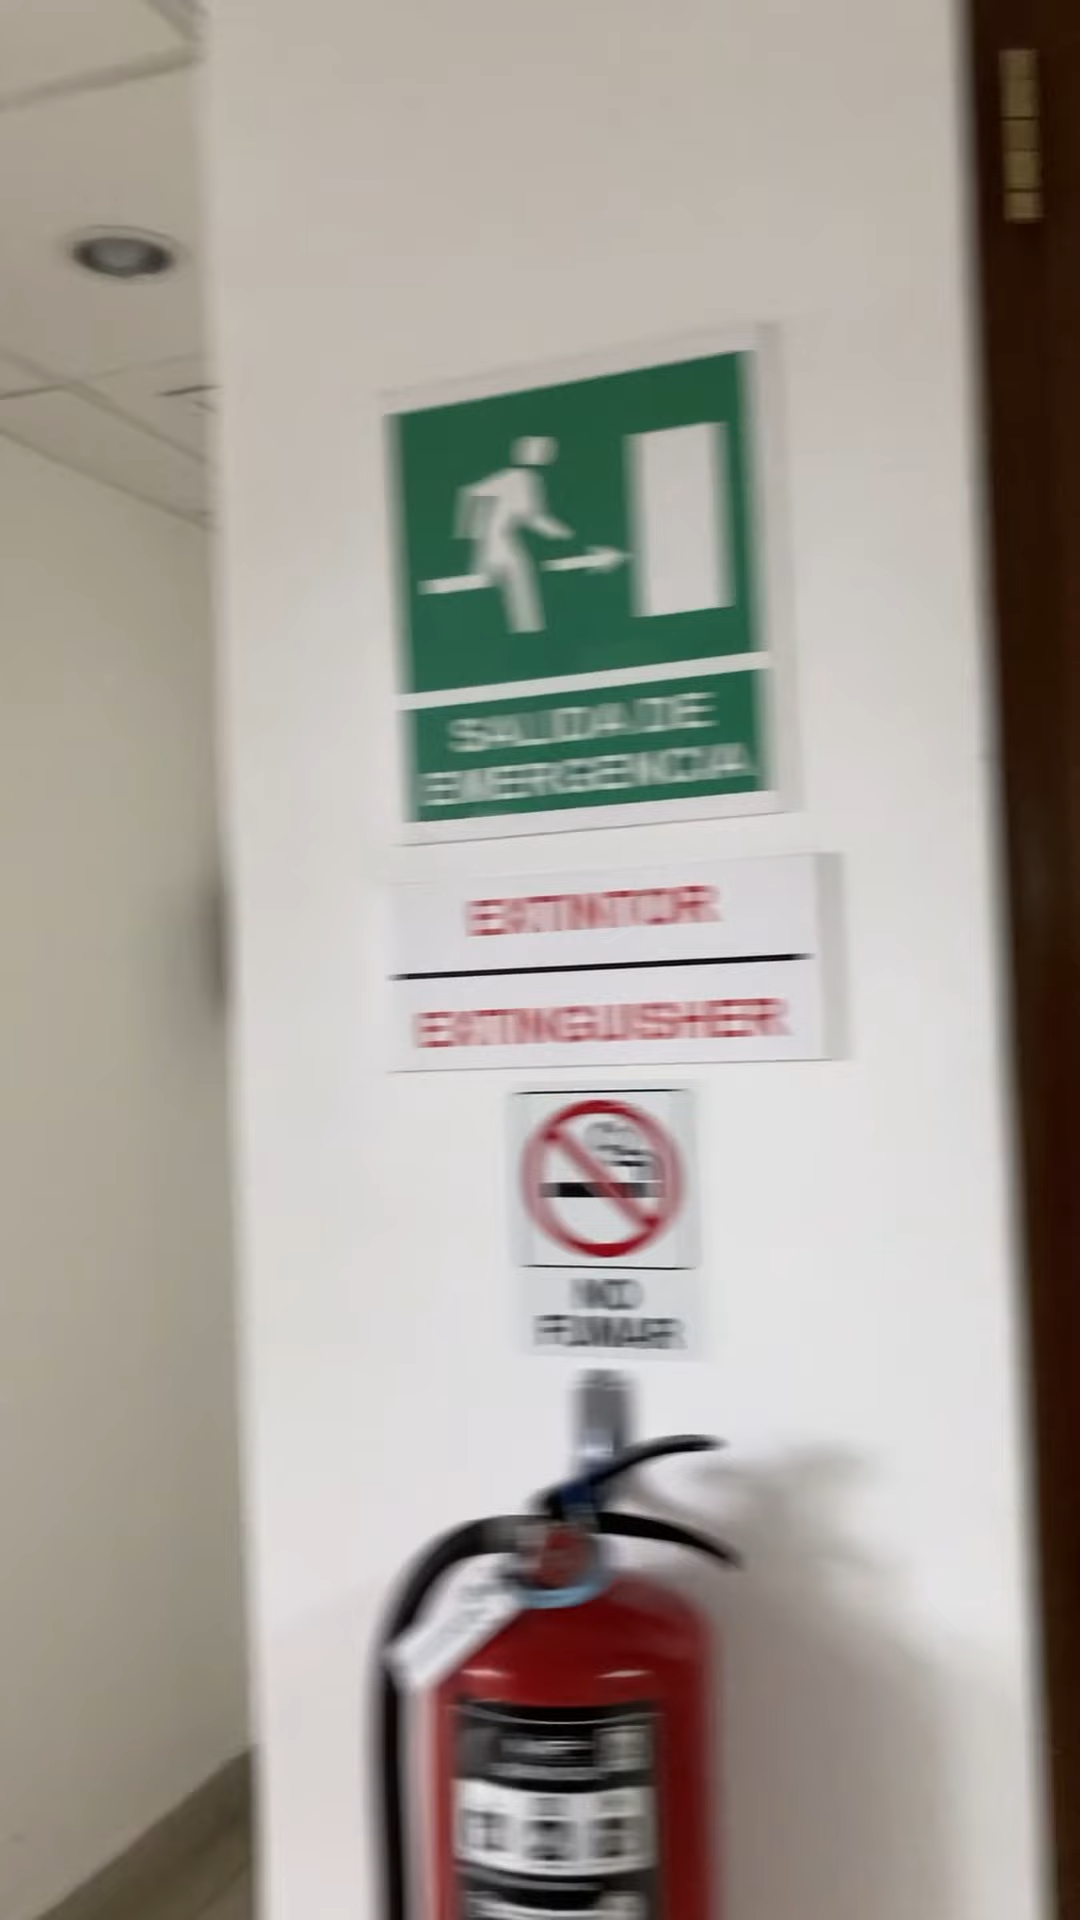 SALIDA DE
EMERGENCIA
EXTINTOR
EXTINGUISHER
NO
FUMAR